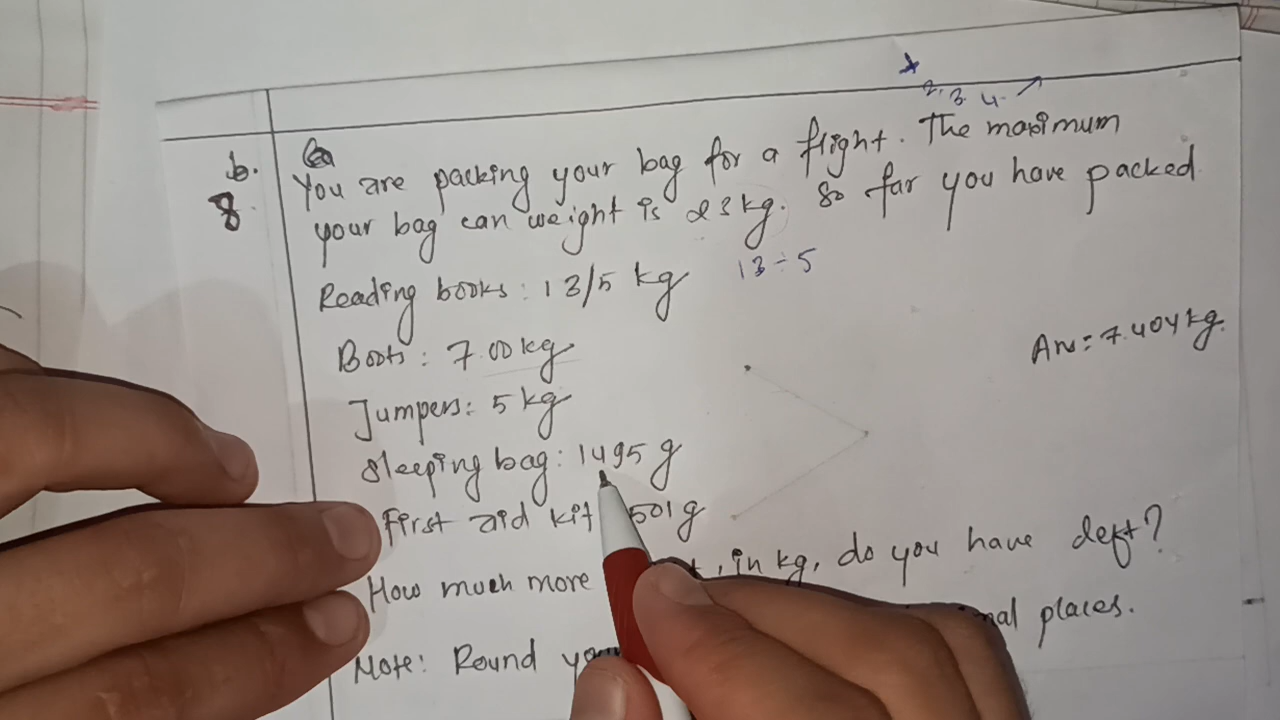 2. 3. 4.
b. You are packing your bag for a flight. The maximum
8. your bag can weight is 23 kg. So far you have packed
Reading books: 13/5 kg 13 ÷ 5
Boots: 7.00 kg
Ans = 7.404 kg.
Jumpers: 5 kg
Sleeping bag: 1495 g
First aid kit 501 g
How much more , in kg, do you have left?
Note: Round places.